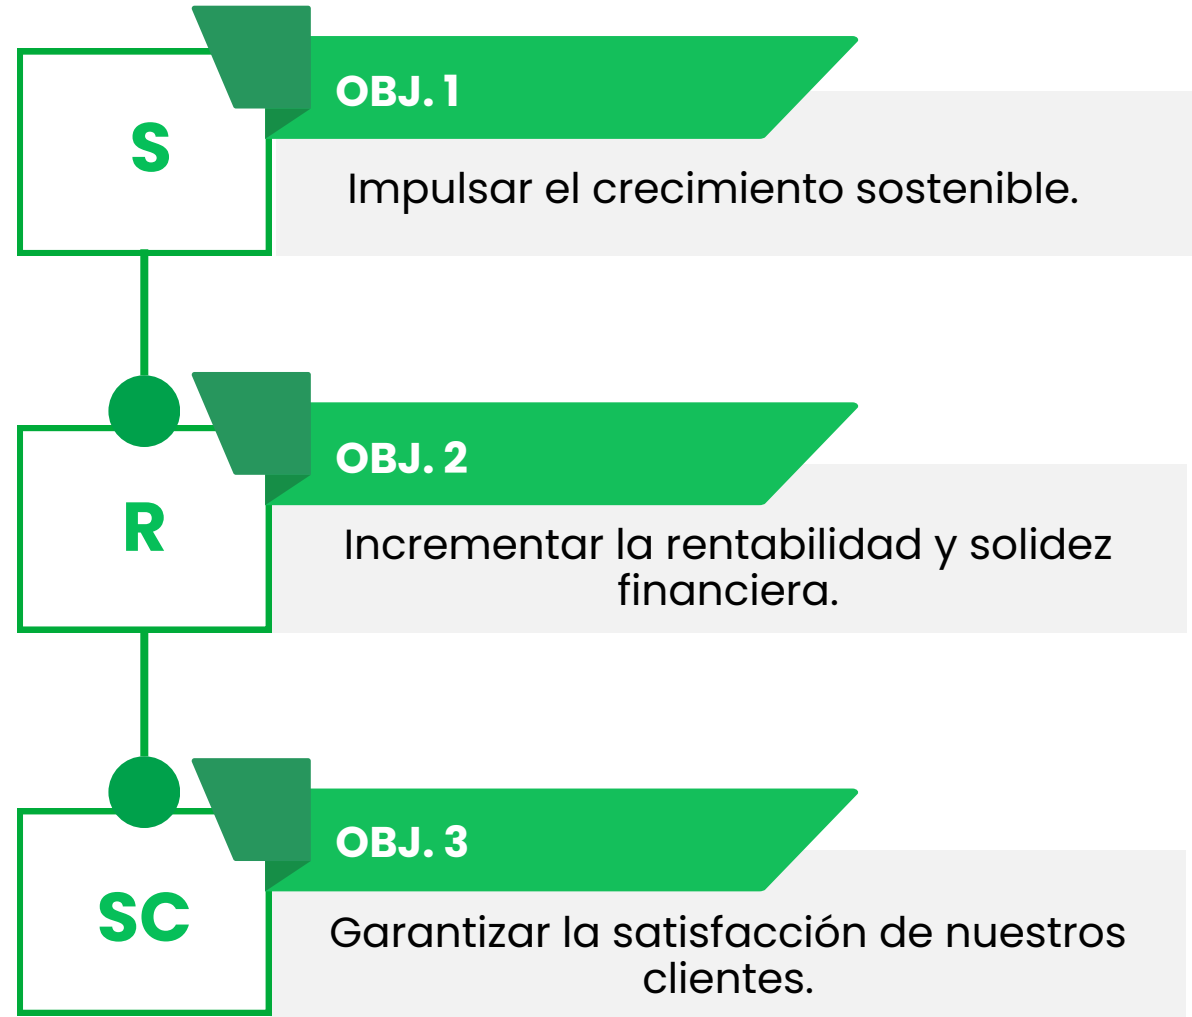 S
OBJ. 1
Impulsar el crecimiento sostenible.
R
OBJ. 2
Incrementar la rentabilidad y solidez
financiera.
SC
OBJ. 3
Garantizar la satisfacción de nuestros
clientes.